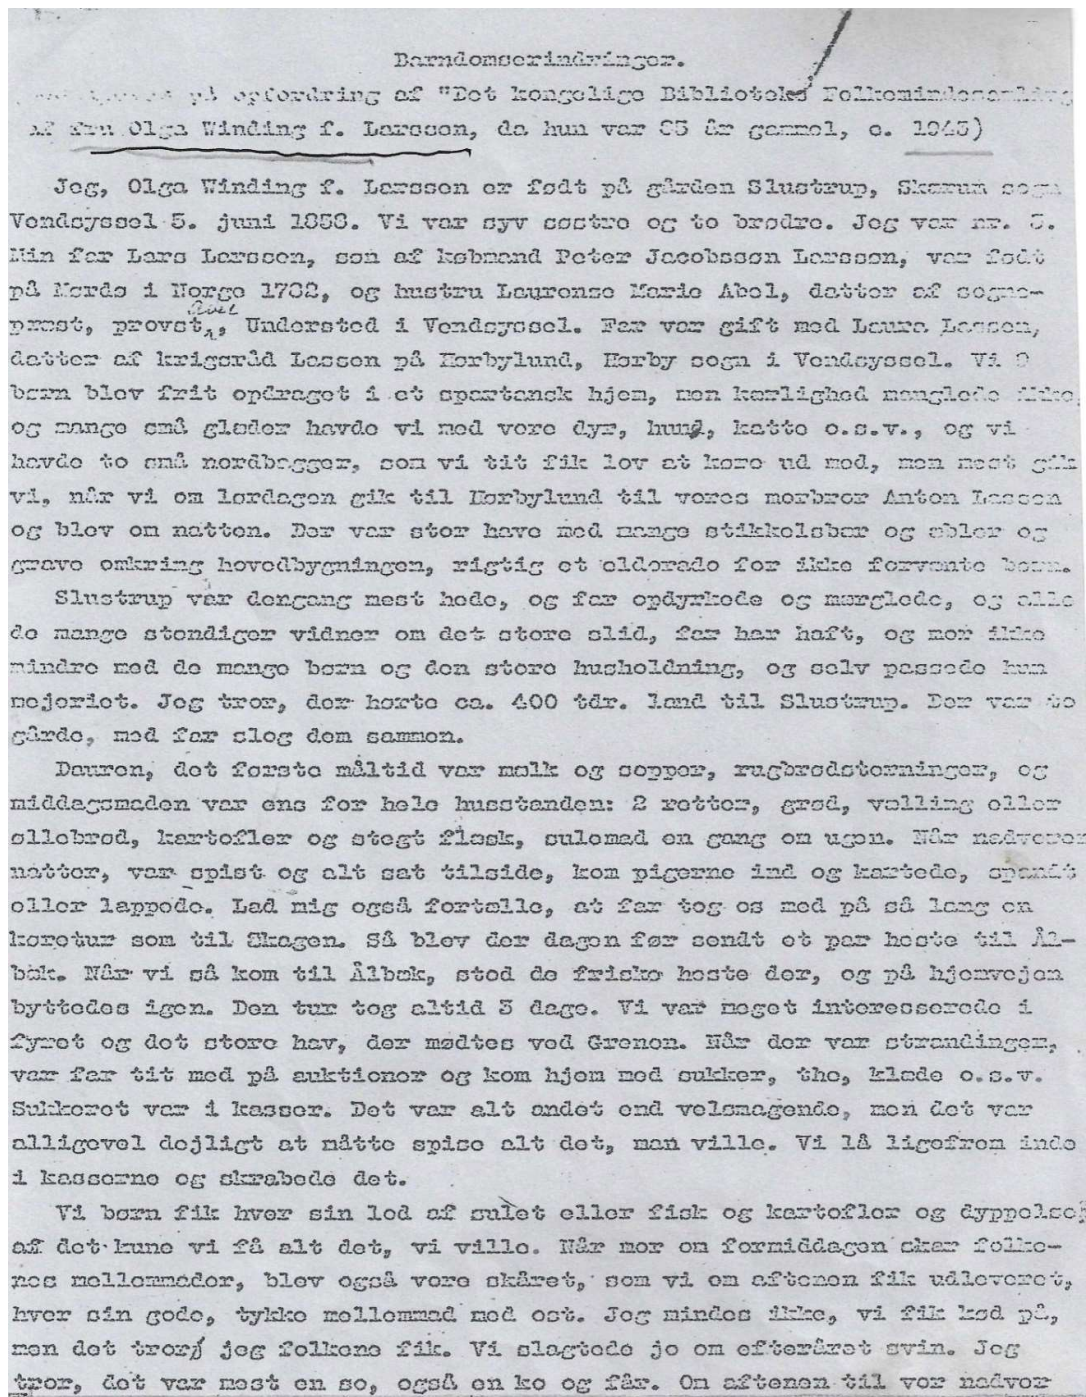 Barndomserindringer.
på opfordring af "Det kongelige Biblioteks Folkemindesamling
af fru Olga Winding f. Larssen, da hun var 85 år gammel, c. 1943)
Jeg, Olga Winding f. Larssen er født på gården Slustrup, Skærum sogn
Vendsyssel 5. juni 1858. Vi var syv søstre og to brødre. Jeg var nr.
Min far Lars Larssen, søn af købmand Peter Jacobssøn Larssen, var født
på Mærdø i Norge 1782, og hustru Laurense Marie Abel, datter af sogne-
Abel
præst, provst, Understed i Vendsyssel. Far var gift med Laura Lassen,
datter af krigsråd Lassen på Hørbylund, Hørby sogn i Vendsyssel. Vi 9
børn blev frit opdraget i et spartansk hjem, men kærlighed manglede ikke,
og mange små glæder havde vi med vore dyr, hund, katte o.s.v., og vi
havde to små nordbagger, som vi tit fik lov at køre ud med, men mest gik
vi, når vi om lørdagen gik til Hørbylund til vores morbror Anton Lassen
og blev om natten. Der var stor have med mange stikkelsbær og æbler og
grave omkring hovedbygningen, rigtig et eldorado for ikke forvænte børn.
Slustrup var dengang mest hede, og far opdyrkede og mærglede, og alle
de mange stendiger vidner om det store slid, far har haft, og mor ikke
mindre med de mange børn og den store husholdning, og selv passede hun
mejeriet. Jeg tror, der hørte ca. 400 tdr. land til Slustrup. Der var to
gårde, med far slog dem sammen.
Dauren, det første måltid var mælk og sopper, rugbrødsterninger, og
middagsmaden var ens for hele husstanden: 2 retter, grød, vælling eller
øllebrød, kartofler og stegt flæsk, sulemad en gang om ugen. Når nadveren
nætter, var spist og alt sat tilside, kom pigerne ind og kartede, spandt
eller lappede. Lad mig også fortælle, at far tog os med på så lang en
køretur som til Skagen. Så blev der dagen før sendt et par heste til Ål-
bæk. Når vi så kom til Ålbæk, stod de friske heste der, og på hjemvejen
byttedes igen. Den tur tog altid 3 dage. Vi var meget interesserede i
fyret og det store hav, der mødtes ved Grenen. Når der var strandinger,
var far tit med på auktioner og kom hjem med sukker, the, klæde o.s.v.
Sukkeret var i kasser. Det var alt andet end velsmagende, men det var
alligevel dejligt at måtte spise alt det, man ville. Vi lå ligefrem inde
i kasserne og skrabede det.
Vi børn fik hver sin lod af sulet eller fisk og kartofler og dyppelse,
af det kune vi få alt det, vi ville. Når mor om formiddagen skar folke-
nes mellemmader, blev også vore skåret, som vi om aftenen fik udleveret,
hver sin gode, tykke mellemmad med ost. Jeg mindes ikke, vi fik kød på,
men det tror jeg folkene fik. Vi slagtede jo om efteråret svin. Jeg
tror, det var mest en so, også en ko og får. Om aftenen til vor nadver